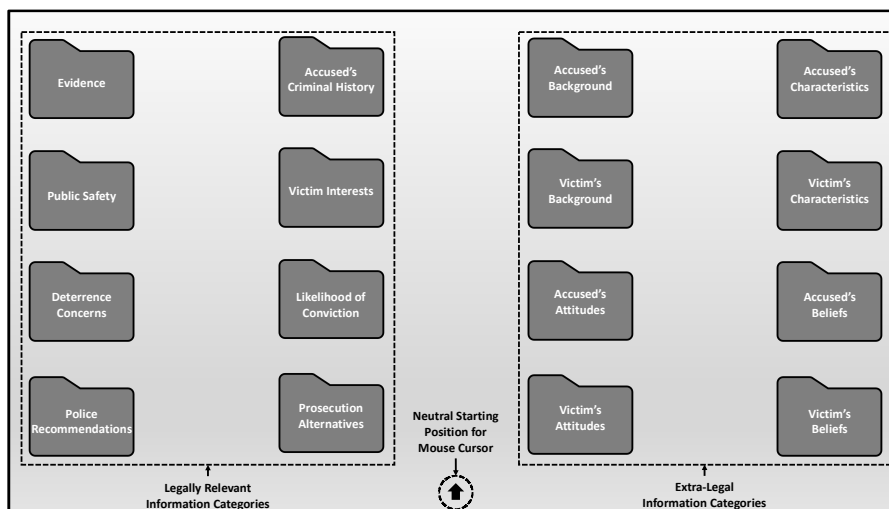 Evidence
Accused's
Criminal History
Accused's
Background
Accused's
Characteristics
Public Safety
Victim Interests
Victim's
Background
Victim's
Characteristics
Deterrence
Concerns
Likelihood of
Conviction
Accused's
Attitudes
Accused's
Beliefs
Police
Recommendations
Prosecution
Alternatives
Victim's
Attitudes
Victim's
Beliefs
Neutral Starting
Position for
Mouse Cursor
Legally Relevant
Information Categories
Extra-Legal
Information Categories